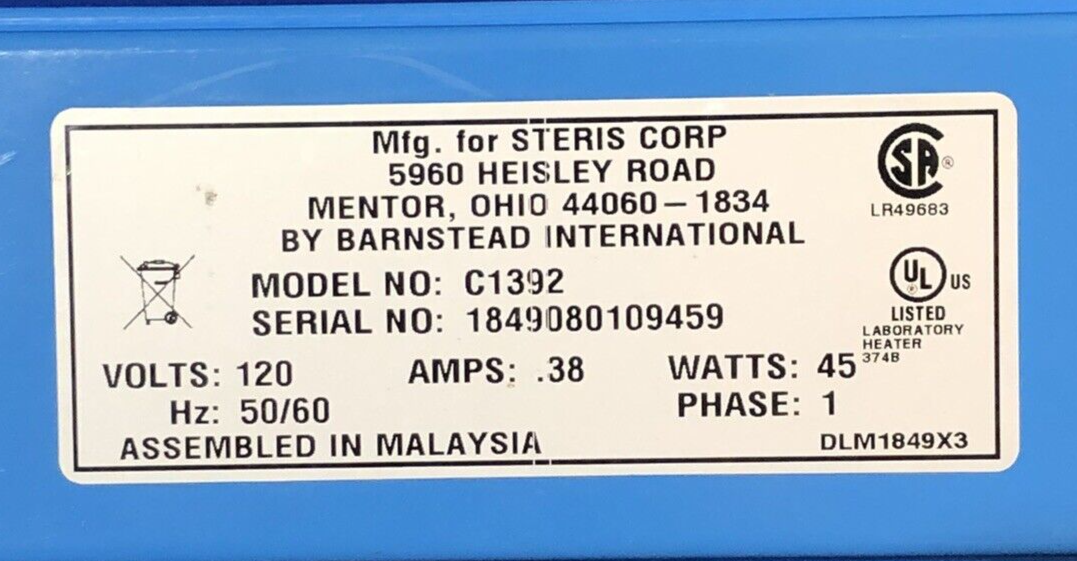 Mfg. for STERIS CORP
5960 HEISLEY ROAD
MENTOR, OHIO 44060-1834
BY BARNSTEAD INTERNATIONAL
SA®
LR49683
MODEL NO: C1392
SERIAL NO: 1849080109459
UL US
LISTED
LABORATORY
HEATER
374B
VOLTS: 120 AMPS: .38 WATTS: 45
Hz: 50/60 PHASE: 1
ASSEMBLED IN MALAYSIA DLM1849X3